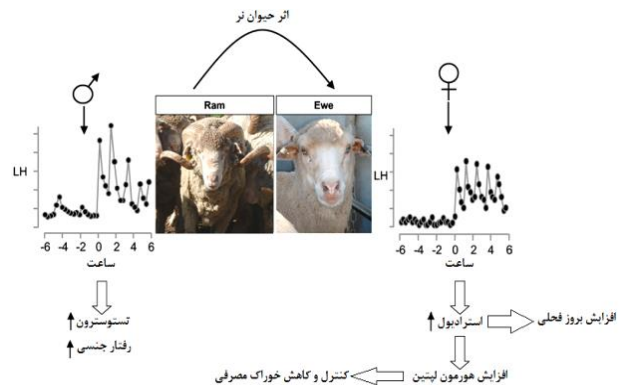 اثر حیوان نر
Ram
Ewe
LH
-6 -4 -2 0 2 4 6
ساعت
LH
-6 -4 -2 0 2 4 6
ساعت
تستوسترون
رفتار جنسی
استرادیول
افزایش بروز فحلی
افزایش هورمون لپتین
کنترل و کاهش خوراک مصرفی